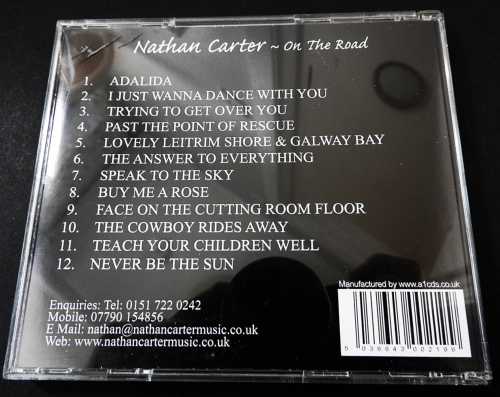 Nathan Carter ~ On The Road
1. ADALIDA
2. I JUST WANNA DANCE WITH YOU
3. TRYING TO GET OVER YOU
4. PAST THE POINT OF RESCUE
5. LOVELY LEITRIM SHORE & GALWAY BAY
6. THE ANSWER TO EVERYTHING
7. SPEAK TO THE SKY
8. BUY ME A ROSE
9. FACE ON THE CUTTING ROOM FLOOR
10. THE COWBOY RIDES AWAY
11. TEACH YOUR CHILDREN WELL
12. NEVER BE THE SUN
Manufactured by www.a1cds.co.uk
Enquiries: Tel: 0151 722 0242
Mobile: 07790 154856
E Mail: nathan@nathancartermusic.co.uk
Web: www.nathancartermusic.co.uk